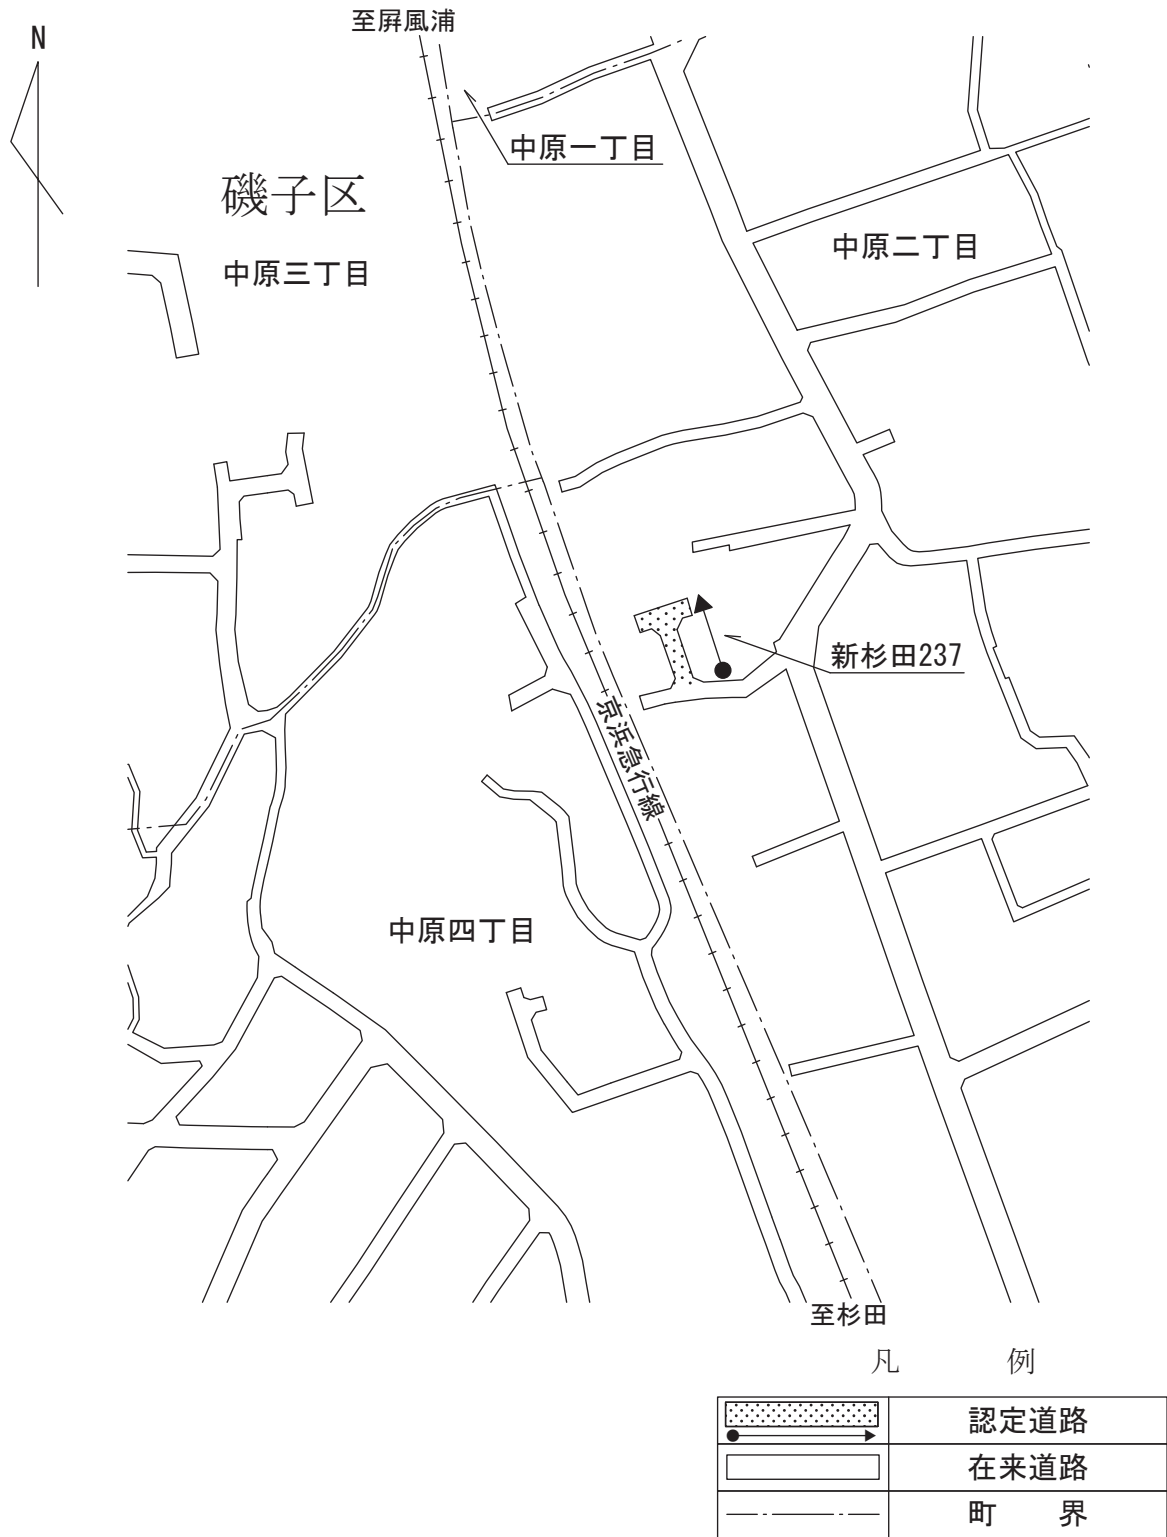 至屏風浦
N
中原一丁目
磯子区
中原二丁目
中原三丁目
新杉田237
京浜急行線
中原四丁目
至杉田
凡 例
認定道路
在来道路
町 界